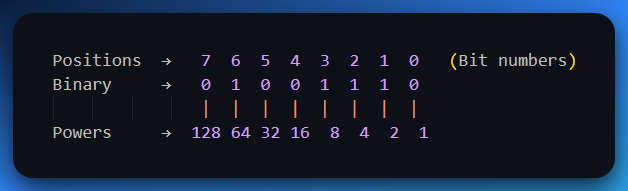 Positions  →   7  6  5  4  3  2  1  0   (Bit numbers)
Binary     →   0  1  0  0  1  1  1  0
               |  |  |  |  |  |  |  |
Powers     →  128 64 32 16  8  4  2  1